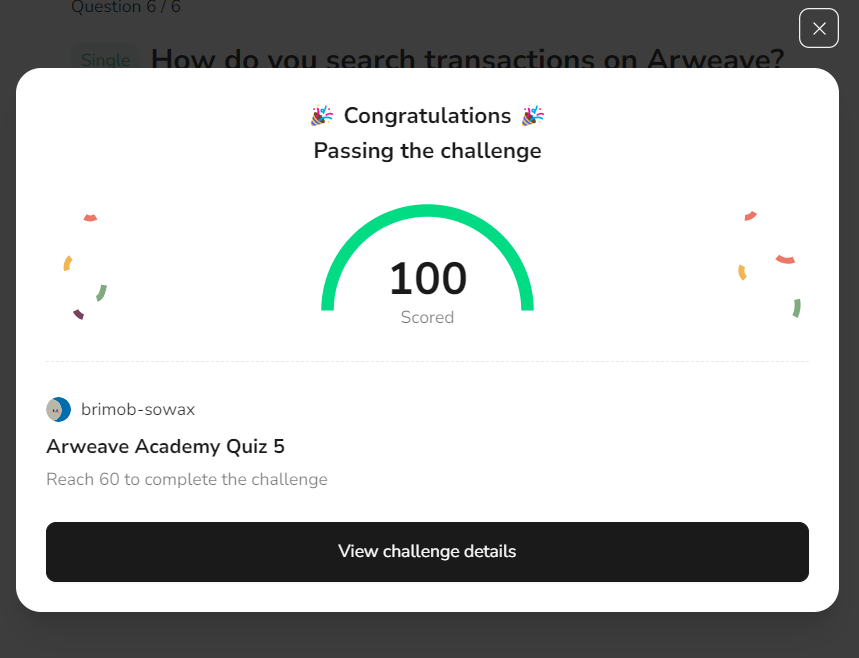 Question 6 / 6
Single How do you search transactions on Arweave?
Congratulations
Passing the challenge
100
Scored
brimob-sowax
Arweave Academy Quiz 5
Reach 60 to complete the challenge
View challenge details